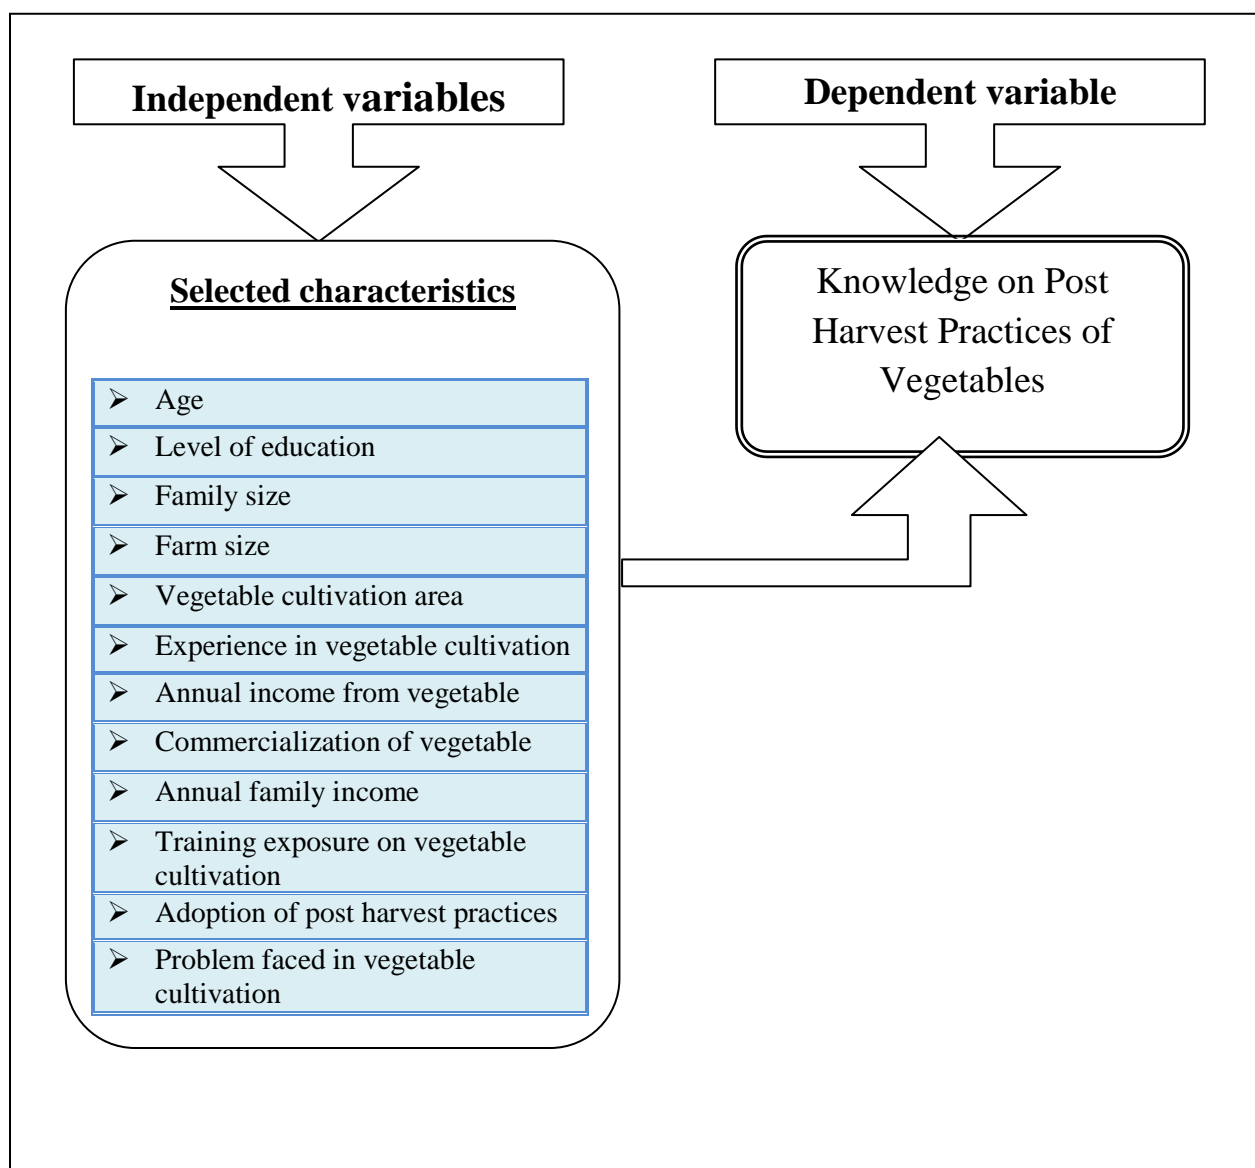 Independent variables
Selected characteristics
➢ Age
➢ Level of education
➢ Family size
➢ Farm size
➢ Vegetable cultivation area
➢ Experience in vegetable cultivation
➢ Annual income from vegetable
➢ Commercialization of vegetable
➢ Annual family income
➢ Training exposure on vegetable
cultivation
➢ Adoption of post harvest practices
➢ Problem faced in vegetable
cultivation
Dependent variable
Knowledge on Post
Harvest Practices of
Vegetables